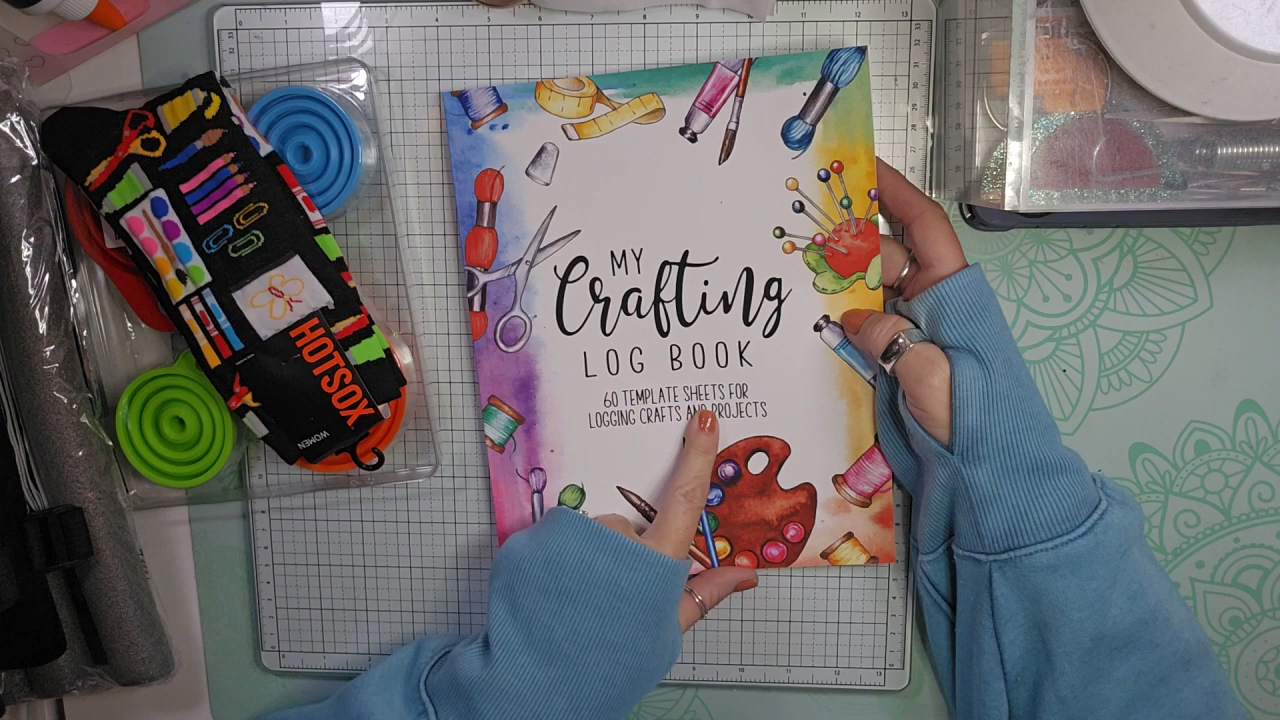 MY
Crafting
LOG BOOK
60 TEMPLATE SHEETS FOR
LOGGING CRAFTS AND PROJECTS
HOTSOX
WOMEN